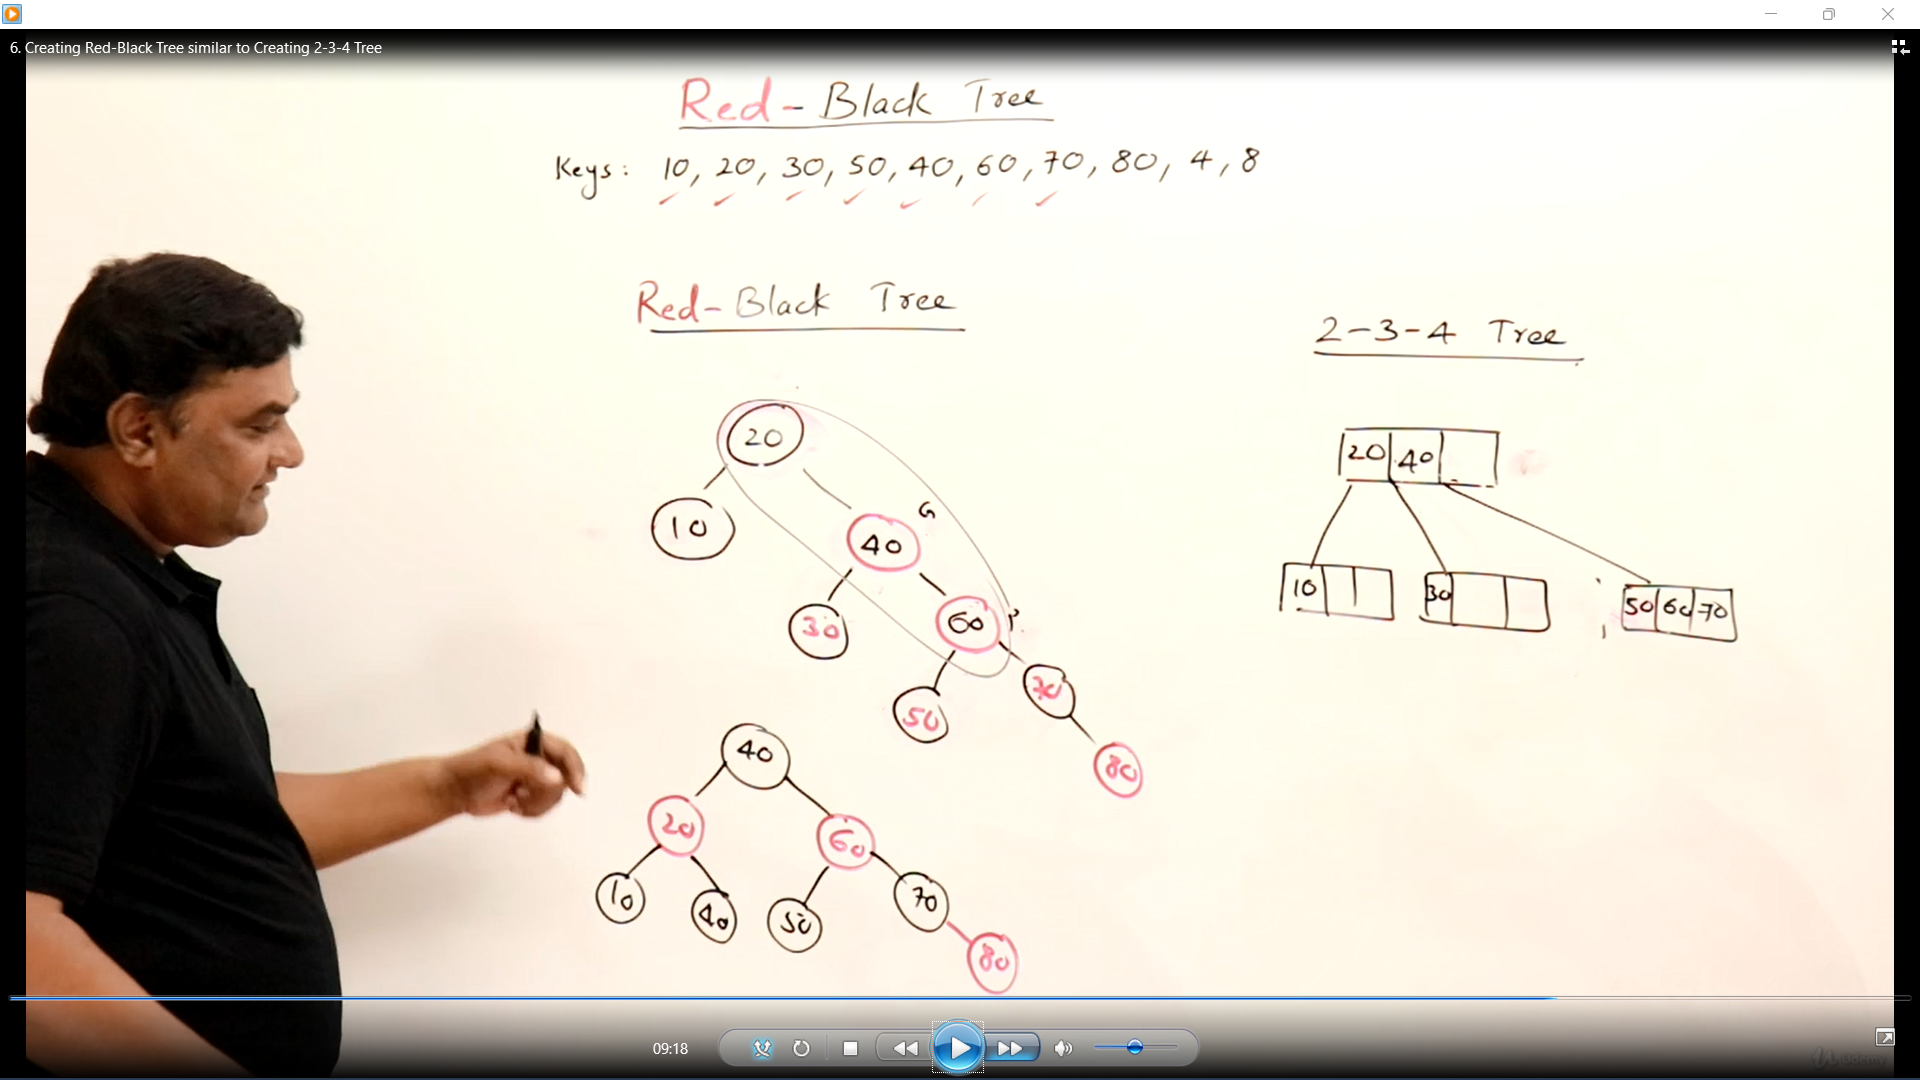 6. Creating Red-Black Tree similar to Creating 2-3-4 Tree
Red-Black Tree
Keys: 10, 20, 30, 50, 40, 60, 70, 80, 4, 8
Red-Black Tree
2-3-4 Tree
20
10
40
G
30
60
P
50
70
80
20 40
10
30
50 60 70
40
20
60
10
40
50
70
80
09:18
udemy